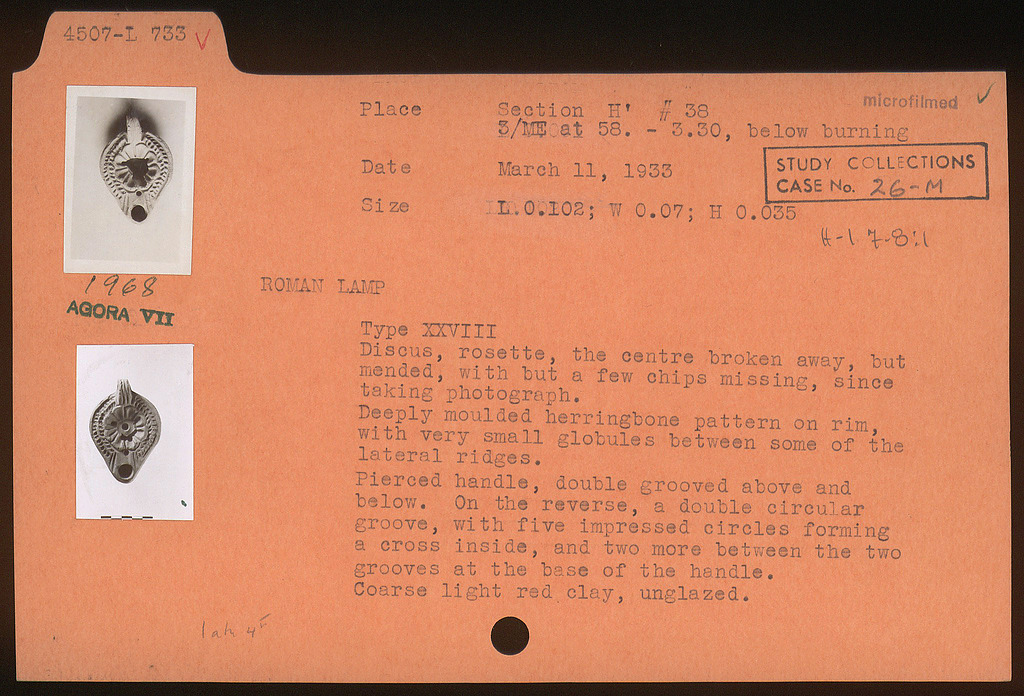 4507-L 733 V
microfilmed ✓
Place Section H' # 38
3/ME at 58. - 3.30, below burning
Date March 11, 1933
STUDY COLLECTIONS
CASE No. 26-M
Size L.0.102; W 0.07; H 0.035
1968
AGORA VII
ROMAN LAMP
Type XXVIII
Discus, rosette, the centre broken away, but
mended, with but a few chips missing, since
taking photograph.
Deeply moulded herringbone pattern on rim,
with very small globules between some of the
lateral ridges.
Pierced handle, double grooved above and
below. On the reverse, a double circular
groove, with five impressed circles forming
a cross inside, and two more between the two
grooves at the base of the handle.
Coarse light red clay, unglazed.